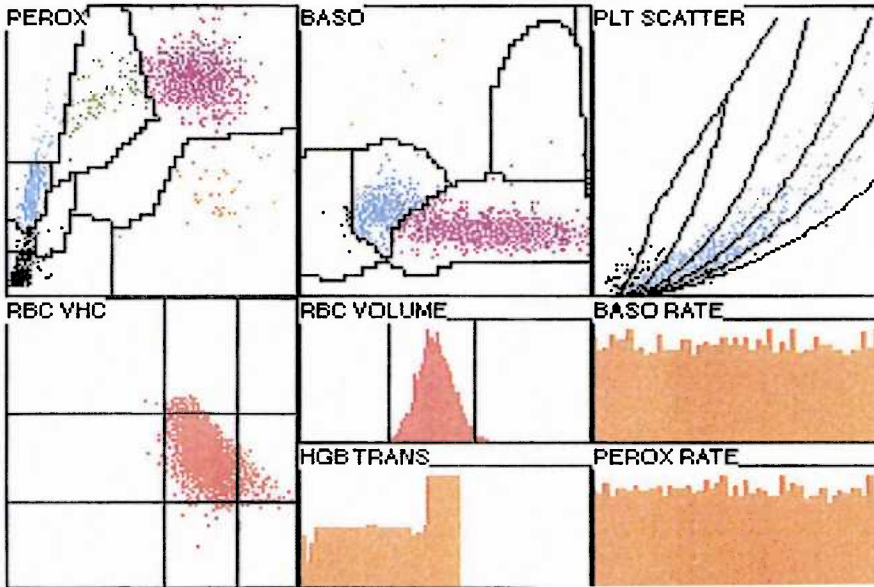 PEROX
BASO
PLT SCATTER
RBC VHC
RBC VOLUME
BASO RATE
HGB TRANS
PEROX RATE